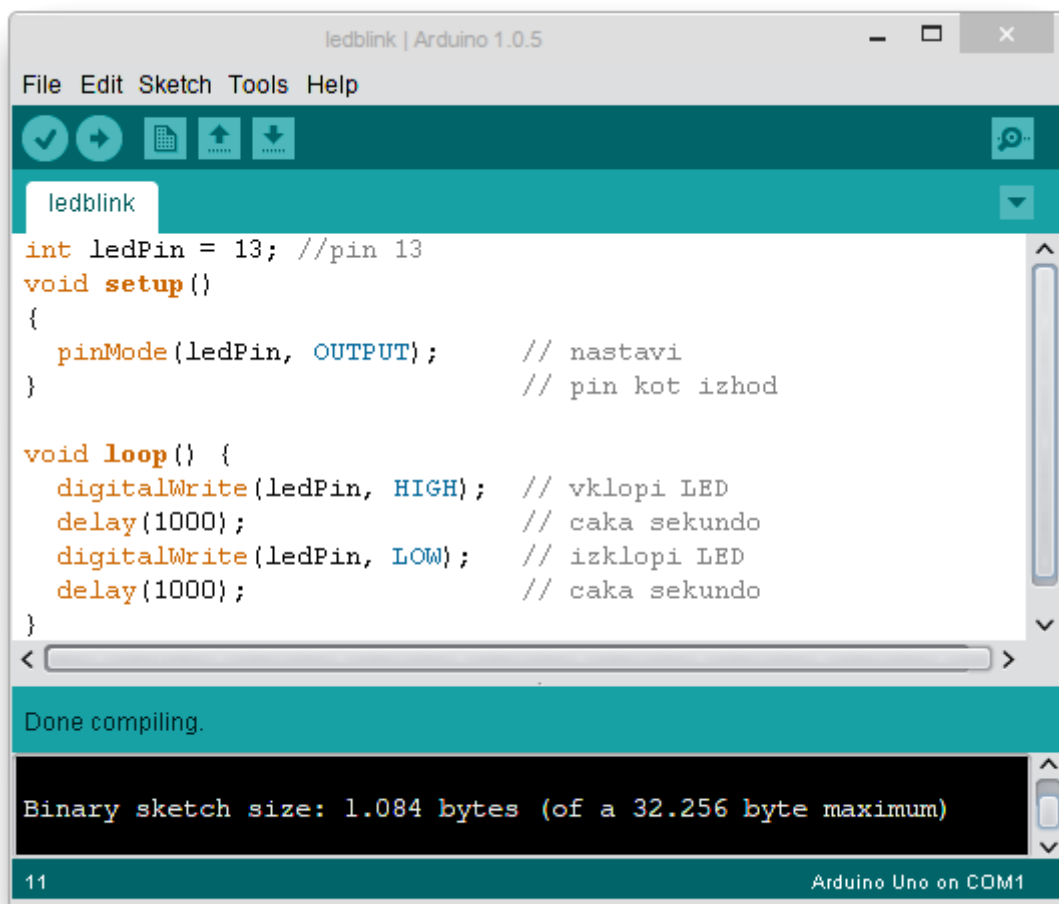 ledblink | Arduino 1.0.5
File Edit Sketch Tools Help
ledblink
int ledPin = 13; //pin 13
void setup()
{
  pinMode(ledPin, OUTPUT);     // nastavi
}                              // pin kot izhod
void loop() {
  digitalWrite(ledPin, HIGH);  // vklopi LED
  delay(1000);                 // caka sekundo
  digitalWrite(ledPin, LOW);   // izklopi LED
  delay(1000);                 // caka sekundo
}
Done compiling.
Binary sketch size: 1.084 bytes (of a 32.256 byte maximum)
11 Arduino Uno on COM1